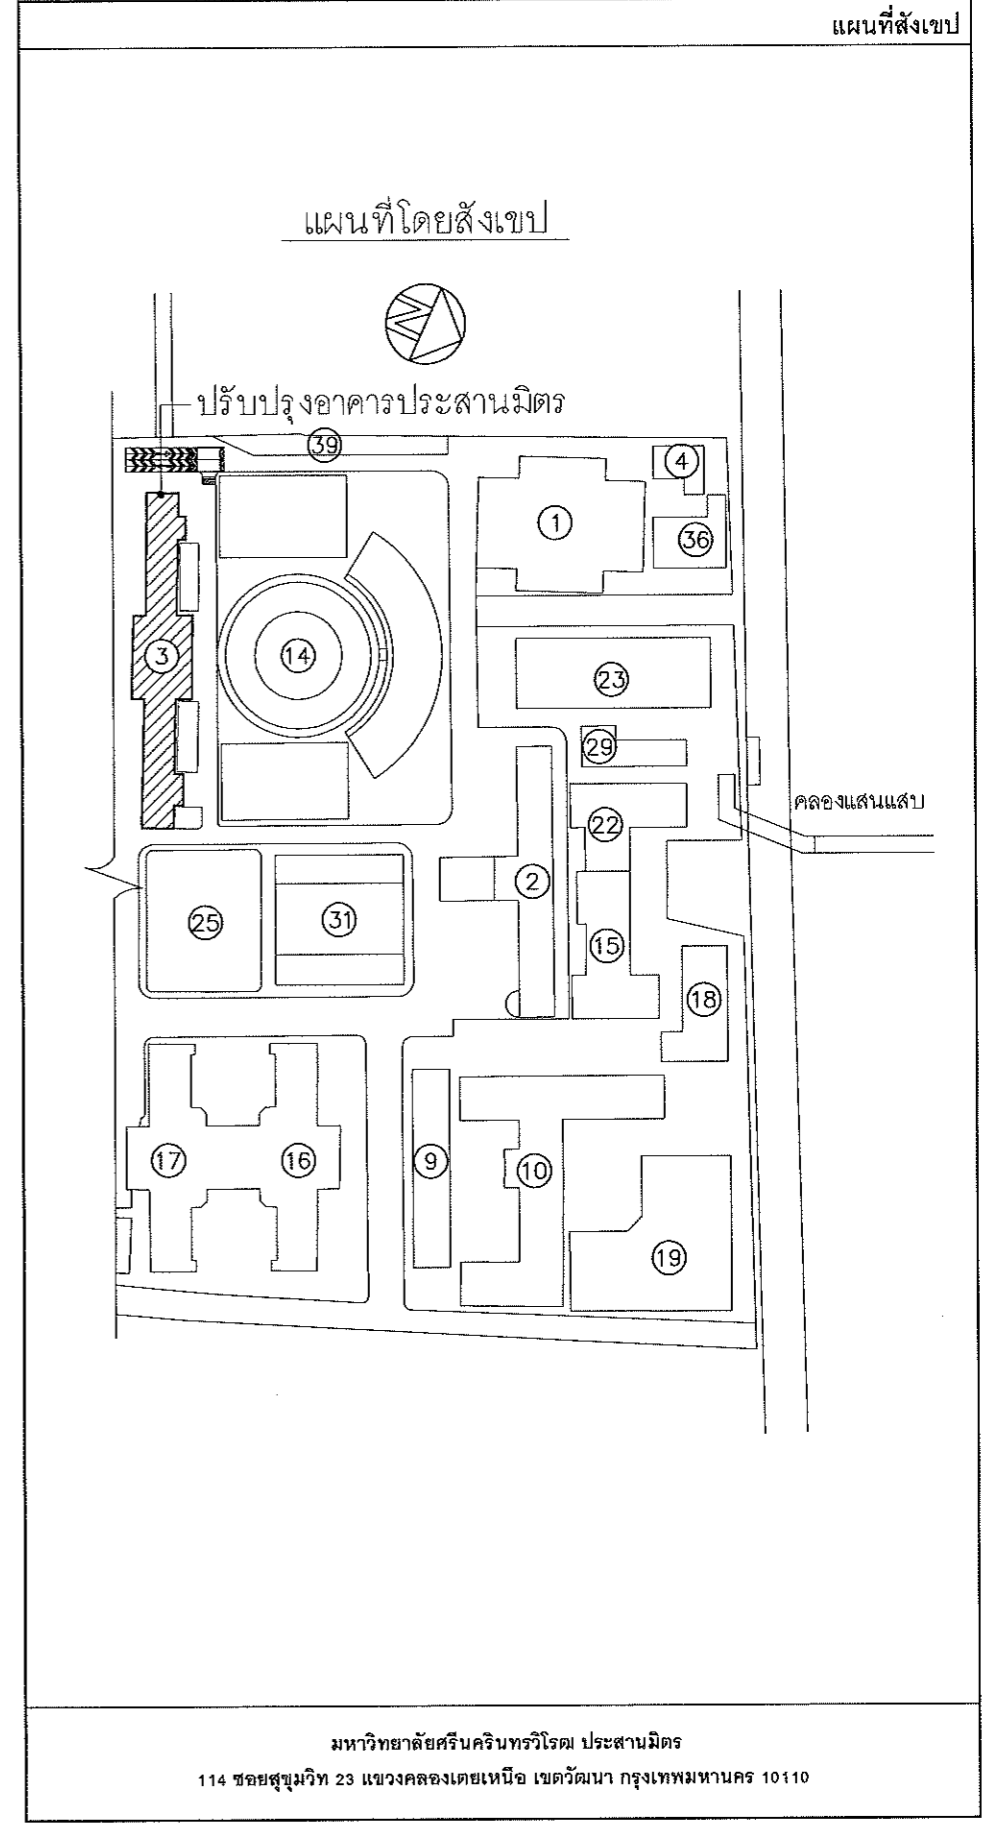 แผนที่สังเขป
แผนที่โดยสังเขป
N
ปรับปรุงอาคารประสานมิตร
39
4
1
36
3
14
23
29
คลองแสนแสบ
22
2
25
31
15
18
17
16
9
10
19
มหาวิทยาลัยศรีนครินทรวิโรฒ ประสานมิตร
114 ซอยสุขุมวิท 23 แขวงคลองเตยเหนือ เขตวัฒนา กรุงเทพมหานคร 10110